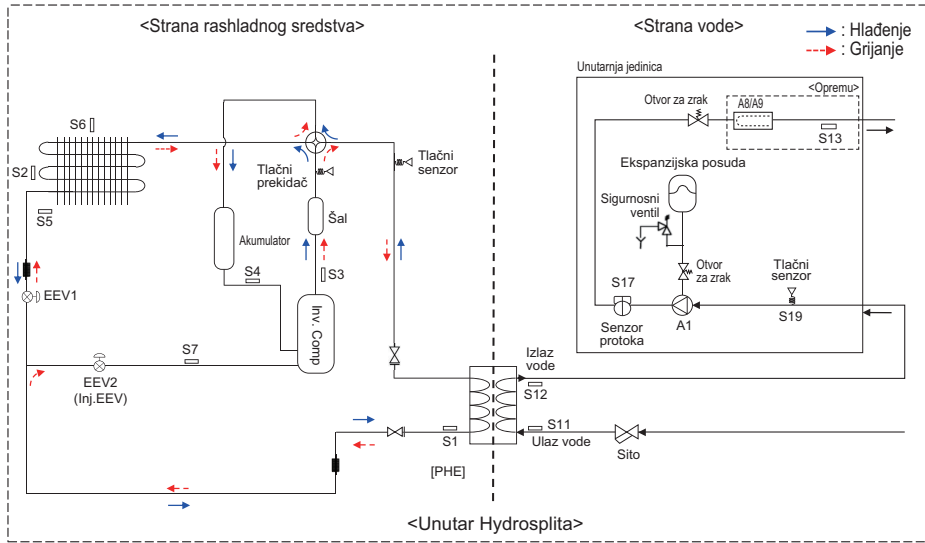 <Strana rashladnog sredstva>
<Strana vode>
: Hlađenje
: Grijanje
Unutarnja jedinica
<Opremu>
Otvor za zrak
A8/A9
S13
S6
S2
S5
Tlačni
prekidač
Tlačni
senzor
Ekspanzijska posuda
Sigurnosni
ventil
Šal
Akumulator
S4
S3
Otvor
za zrak
Tlačni
senzor
S17
S19
EEV1
Inv. Comp
Senzor
protoka
A1
S7
EEV2
(Inj.EEV)
Izlaz
vode
S12
S11
S1
Ulaz vode
Sito
[PHE]
<Unutar Hydrosplita>